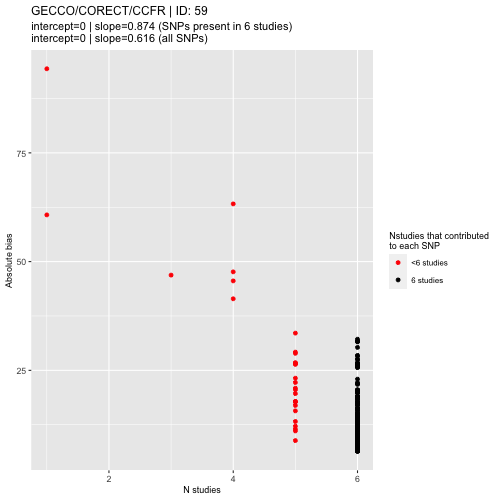 GECCO/CORECT/CCFR | ID: 59
intercept=0 | slope=0.874 (SNPs present in 6 studies)
intercept=0 | slope=0.616 (all SNPs)
75
50
25
Absolute bias
2
4
6
N studies
Nstudies that contributed
to each SNP
<6 studies
6 studies